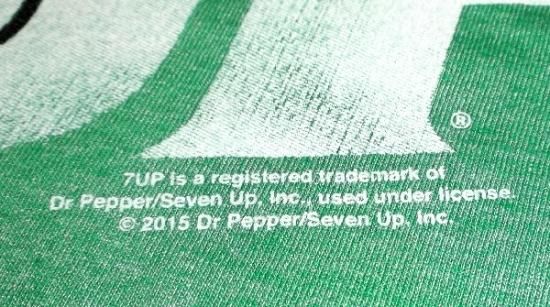 ®
7UP is a registered trademark of
Dr Pepper/Seven Up, Inc., used under license.
© 2015 Dr Pepper/Seven Up, Inc.